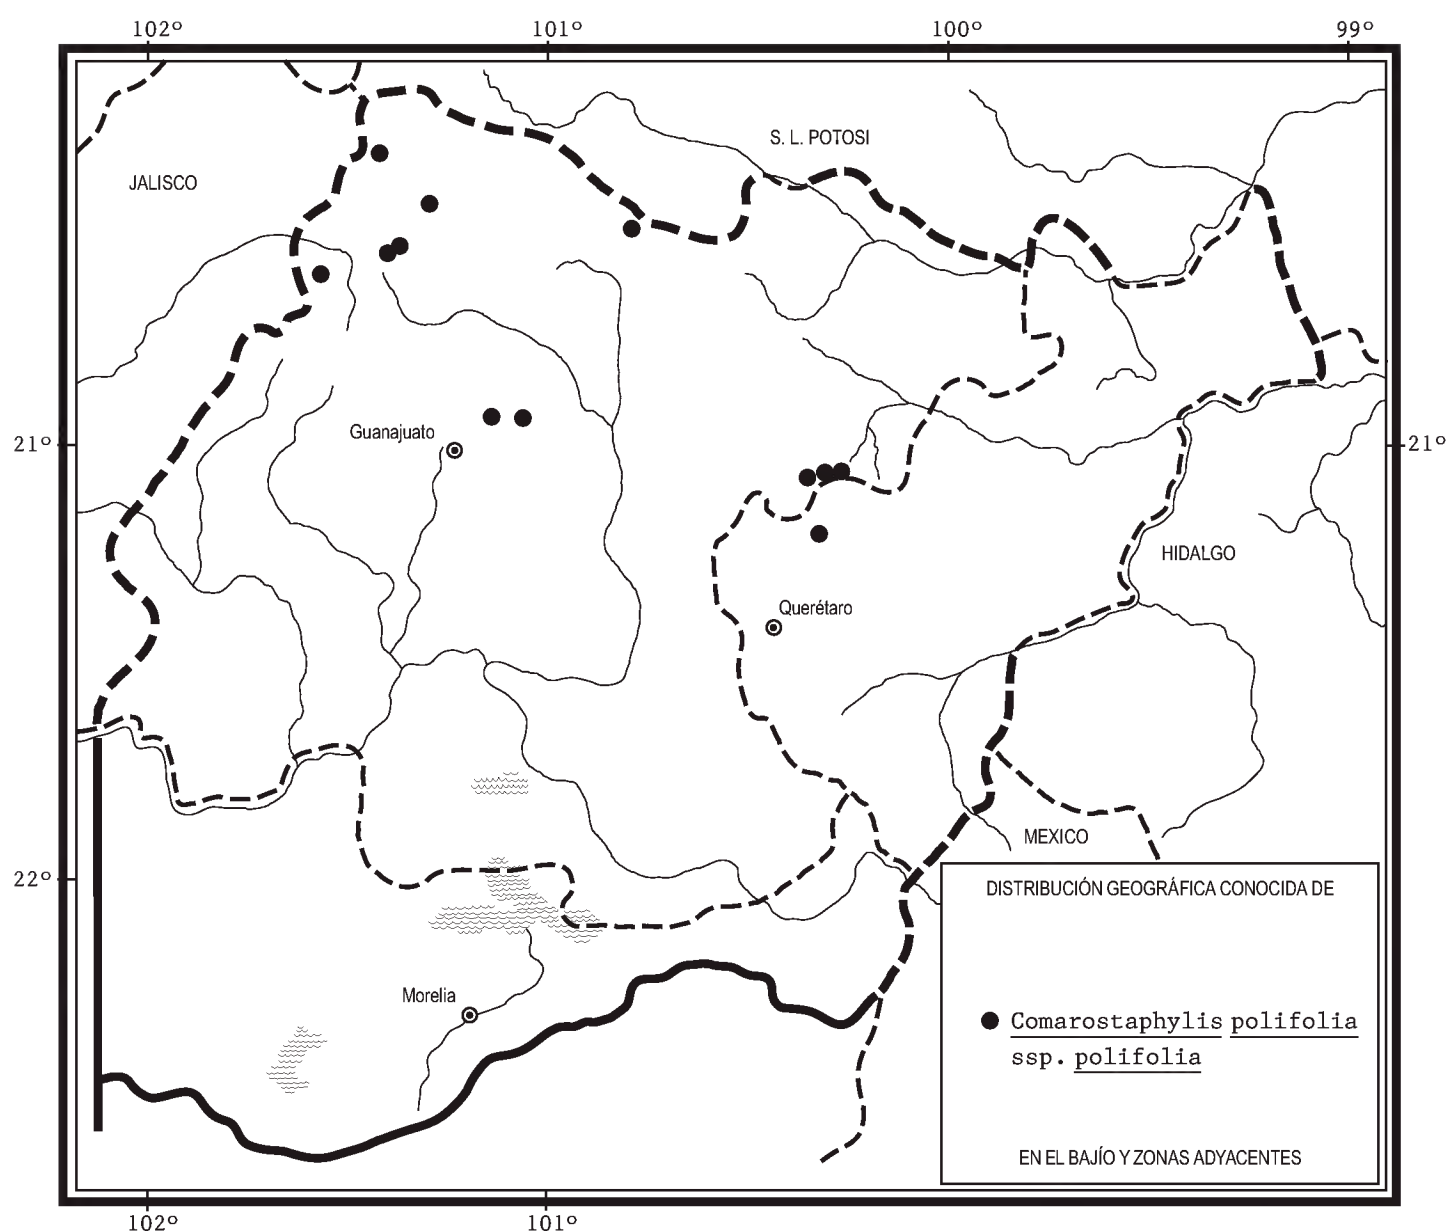 102° 101° 100° 99°
S. L. POTOSI
JALISCO
Guanajuato
21° 21°
HIDALGO
Querétaro
MEXICO
22°
DISTRIBUCIÓN GEOGRÁFICA CONOCIDA DE
Morelia
Comarostaphylis polifolia
ssp. polifolia
EN EL BAJÍO Y ZONAS ADYACENTES
102° 101°